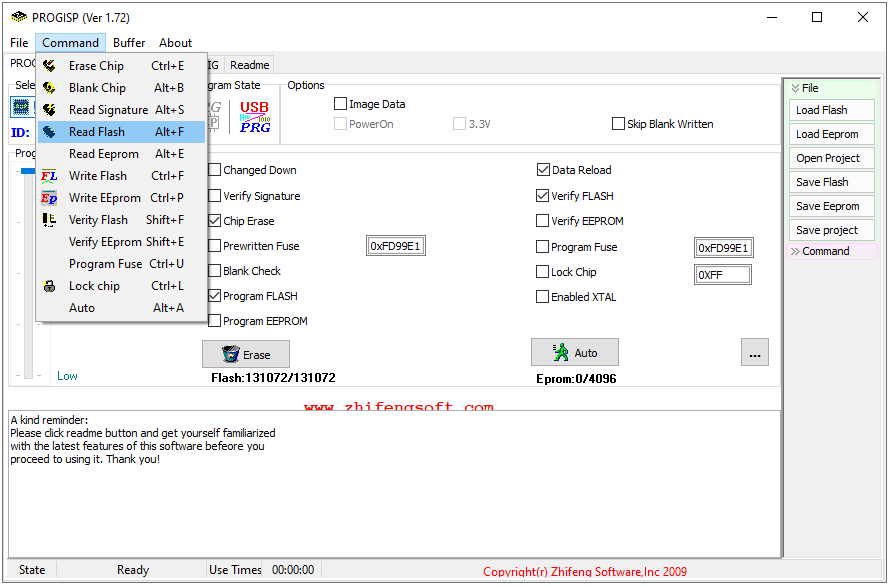 PROGISP (Ver 1.72)
File Command Buffer About
Erase Chip Ctrl+E
Blank Chip Alt+B
Read Signature Alt+S
Read Flash Alt+F
Read Eeprom Alt+E
Write Flash Ctrl+F
Write EEprom Ctrl+P
Verity Flash Shift+F
Verify EEprom Shift+E
Program Fuse Ctrl+U
Lock chip Ctrl+L
Auto Alt+A
FL
Ep
PROG
IG Readme
Sele
gram State
USB
PRG
ID:
Prog
Low
Options
Image Data
PowerOn 3.3V Skip Blank Written
Changed Down
Verify Signature
Chip Erase
Prewritten Fuse 0xFD99E1
Blank Check
Program FLASH
Program EEPROM
Data Reload
Verify FLASH
Verify EEPROM
Program Fuse 0xFD99E1
Lock Chip 0xFF
Enabled XTAL
Erase Auto ...
Flash:131072/131072 Eprom:0/4096
www.zhifengsoft.com
A kind reminder:
Please click readme button and get yourself familiarized
with the latest features of this software befeore you
proceed to using it. Thank you!
File
Load Flash
Load Eeprom
Open Project
Save Flash
Save Eeprom
Save project
Command
State Ready Use Times 00:00:00 Copyright(r) Zhifeng Software,Inc 2009